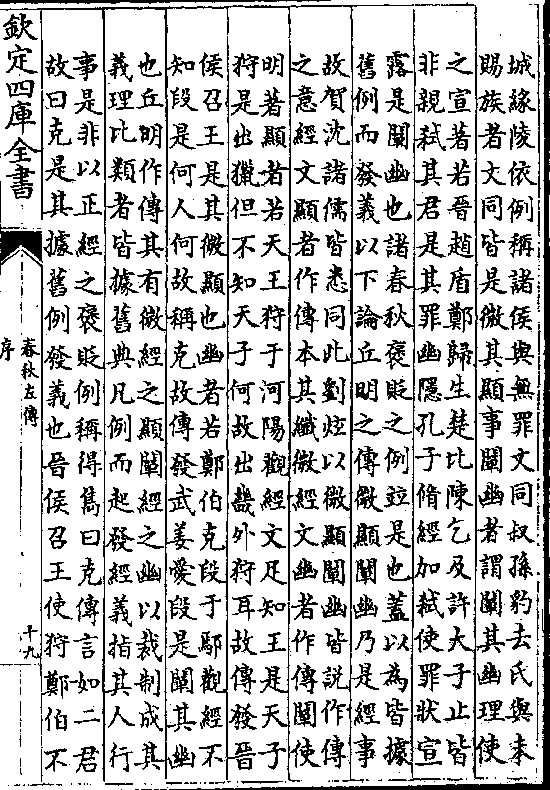 城緣陵依例稱諸侯與無罪文同叔孫豹去氏與未
賜族者文同皆是微其顯事闡幽者謂闡其幽理使
之宣著若晉趙盾鄭歸生楚比陳乞及許大子止皆
非親弑其君是其罪幽隱孔子脩經加弑使罪狀宣
露是闡幽也諸春秋褒貶之例竝是也蓋以為皆據
舊例而發義以下論丘明之傳微顯闡幽乃是經事
故賀沈諸儒皆悉同此劉炫以微顯闡幽皆説作傳
之意經文顯者作傳本其纖微經文幽者作傳闡使
明著顯者若天王狩于河陽觀經文足知王是天子
狩是出獵但不知天子何故出畿外狩耳故傳發晉
侯召王是其微顯也幽者若鄭伯克段于鄢觀經不
知段是何人何故稱克故傳發武姜愛段是闡其幽
也丘明作傳其有微經之顯闡經之幽以裁制成其
義理比類者皆據舊典凡例而起發經義指其人行
事是非以正經之褒貶例稱得雋曰克傳言如二君
故曰克是其據舊例發義也晉侯召王使狩鄭伯不
欽定四庫全書
春秋左傳
序
十九